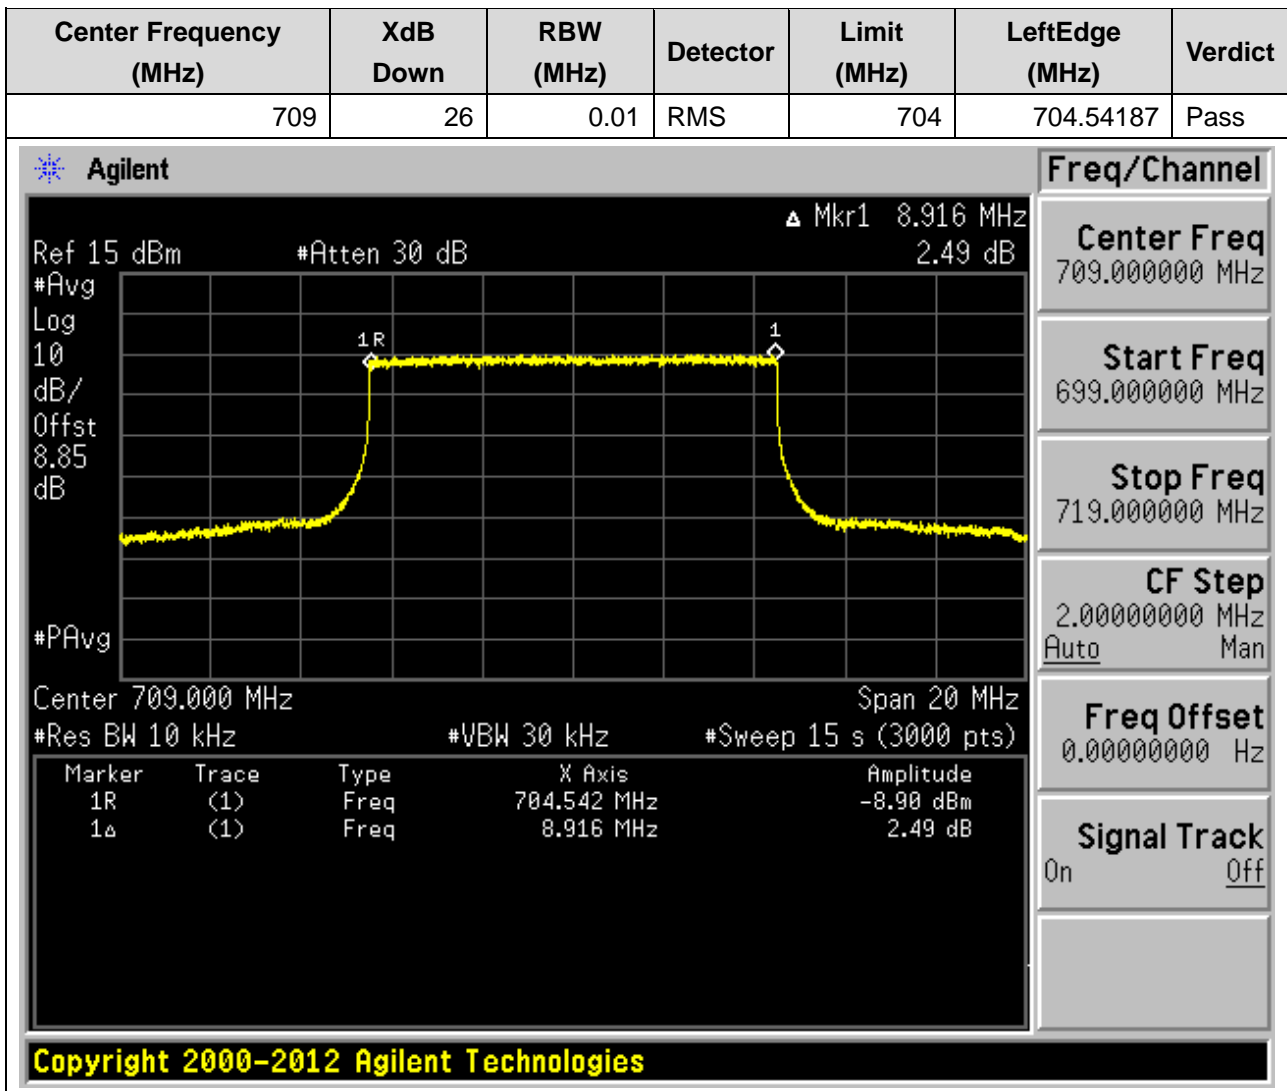 Center Frequency (MHz) XdB Down RBW (MHz) Detector Limit (MHz) LeftEdge (MHz) Verdict
709 26 0.01 RMS 704 704.54187 Pass
Agilent
Freq/Channel
△ Mkr1 8.916 MHz
Ref 15 dBm #Atten 30 dB 2.49 dB
#Avg
Log
10
dB/
Offst
8.85
dB
1R
1
#PAvg
Center 709.000 MHz Span 20 MHz
#Res BW 10 kHz #VBW 30 kHz #Sweep 15 s (3000 pts)
Marker Trace Type X Axis Amplitude
1R (1) Freq 704.542 MHz -8.90 dBm
1△ (1) Freq 8.916 MHz 2.49 dB
Center Freq
709.000000 MHz
Start Freq
699.000000 MHz
Stop Freq
719.000000 MHz
CF Step
2.00000000 MHz
Auto Man
Freq Offset
0.00000000 Hz
Signal Track
On Off
Copyright 2000-2012 Agilent Technologies